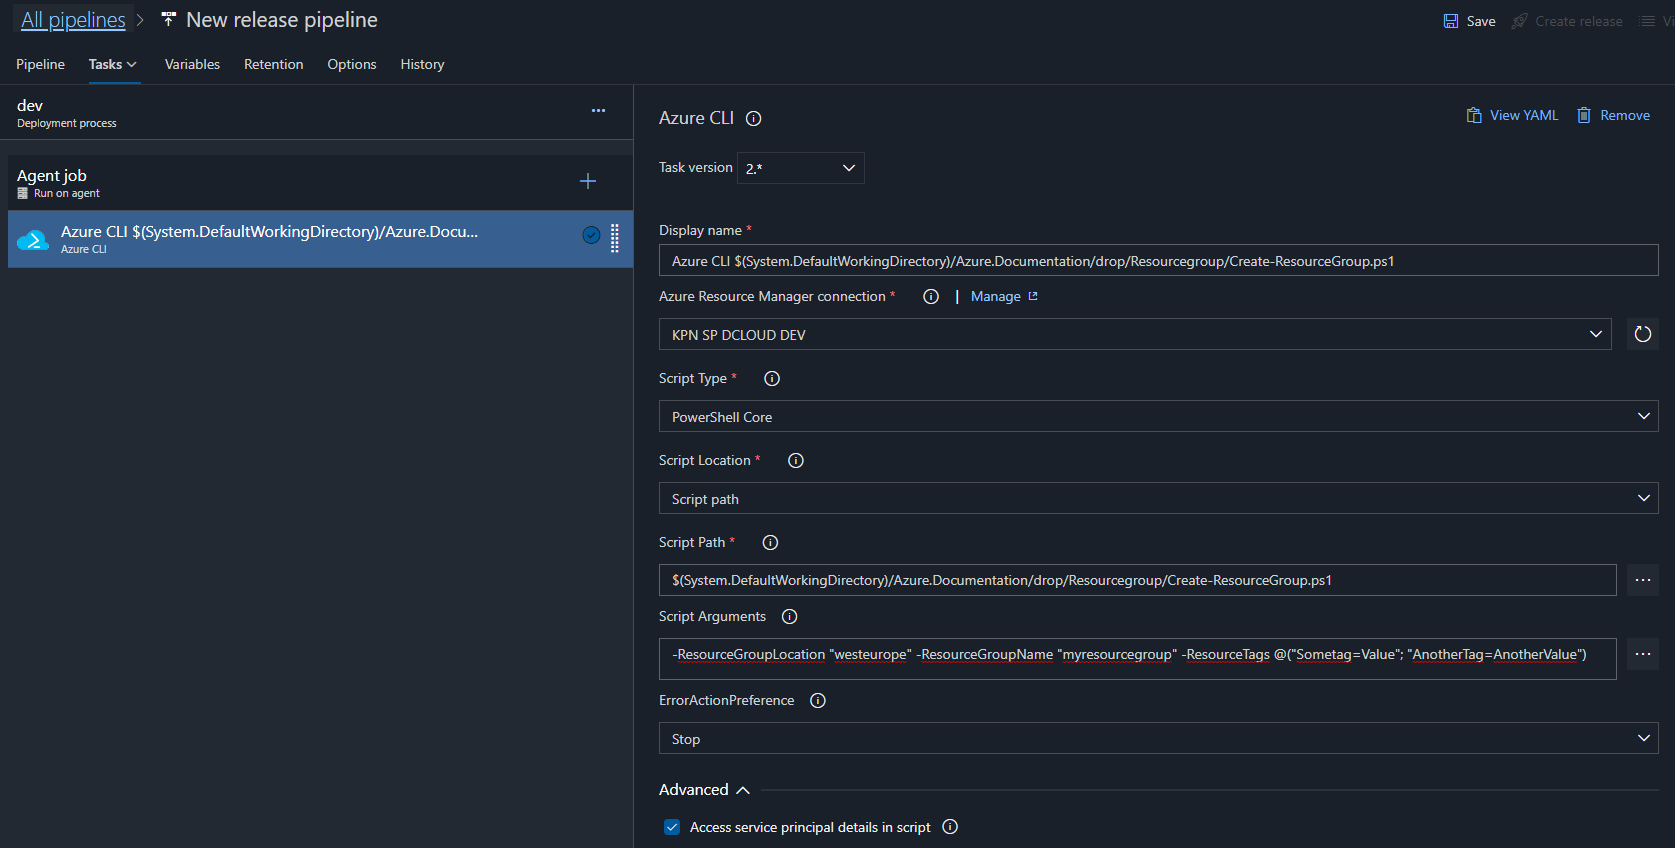 All pipelines > New release pipeline
Save Create release
Pipeline Tasks Variables Retention Options History
dev
Deployment process
Agent job
Run on agent
Azure CLI $(System.DefaultWorkingDirectory)/Azure.Docu...
Azure CLI
Azure CLI
View YAML Remove
Task version 2.*
Display name *
Azure CLI $(System.DefaultWorkingDirectory)/Azure.Documentation/drop/Resourcegroup/Create-ResourceGroup.ps1
Azure Resource Manager connection * | Manage
KPN SP DCLOUD DEV
Script Type *
PowerShell Core
Script Location *
Script path
Script Path *
$(System.DefaultWorkingDirectory)/Azure.Documentation/drop/Resourcegroup/Create-ResourceGroup.ps1
Script Arguments
-ResourceGroupLocation "westeurope" -ResourceGroupName "myresourcegroup" -ResourceTags @("Sometag=Value"; "AnotherTag=AnotherValue")
ErrorActionPreference
Stop
Advanced
Access service principal details in script